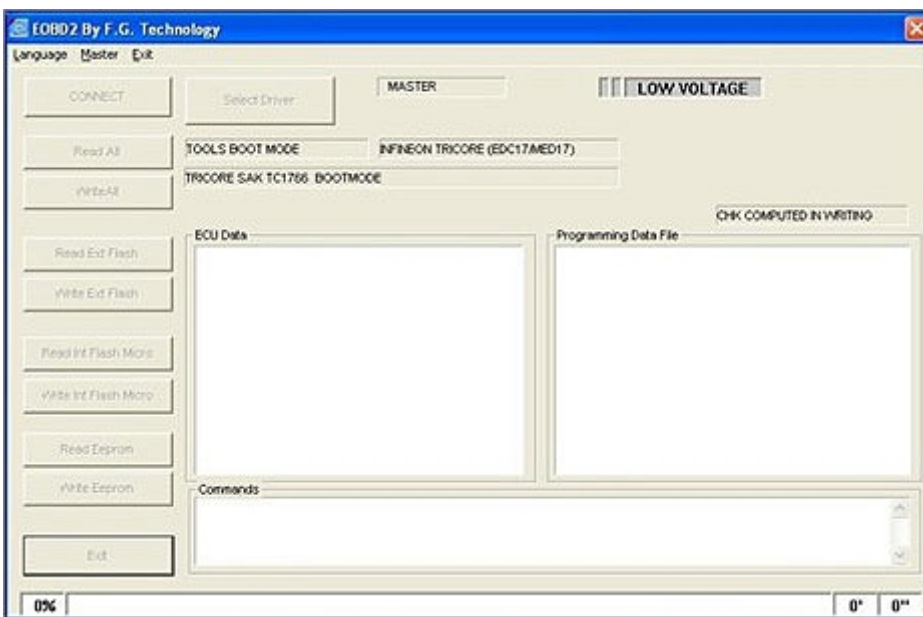 EOBD2 By F.G. Technology
Language Master Exit
CONNECT
Select Driver
MASTER
LOW VOLTAGE
Read All
TOOLS BOOT MODE
INFINEON TRICORE (EDC17/MED17)
WriteAll
TRICORE SAK TC1766 BOOTMODE
CHK COMPUTED IN WRITING
ECU Data
Programming Data File
Read Ext Flash
Write Ext Flash
Read Int Flash Micro
Write Int Flash Micro
Read Eeprom
Write Eeprom
Commands
Exit
0%
0'
0''